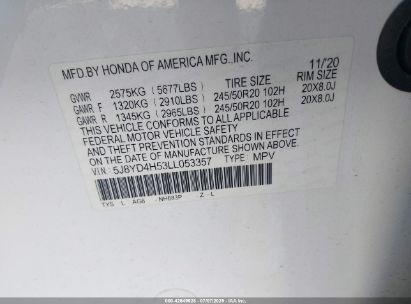 MFD.BY HONDA OF AMERICA MFG.,INC. 11/'20
TIRE SIZE RIM SIZE
GVWR 2575KG (5677LBS)
GAWR F 1320KG (2910LBS) 245/50R20 102H 20X8.0J
GAWR R 1345KG (2965LBS) 245/50R20 102H 20X8.0J
THIS VEHICLE CONFORMS TO ALL APPLICABLE
FEDERAL MOTOR VEHICLE SAFETY
AND THEFT PREVENTION STANDARDS IN EFFECT
ON THE DATE OF MANUFACTURE SHOWN ABOVE.
VIN: 5J8YD4H53LL053357 TYPE: MPV
TYS L AG6 NH883P Z L